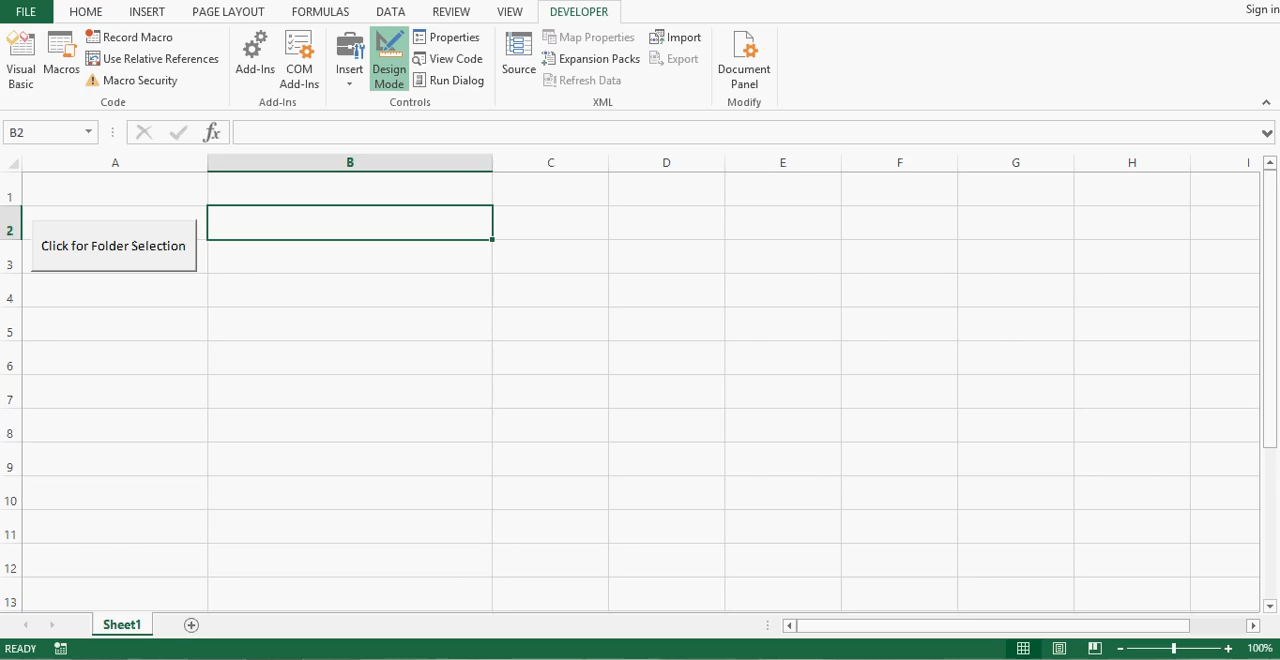 FILE HOME INSERT PAGE LAYOUT FORMULAS DATA REVIEW VIEW DEVELOPER Sign in
Visual Basic
Macros
Record Macro
Use Relative References
Macro Security
Code
Add-Ins
COM Add-Ins
Add-Ins
Insert
Design Mode
Properties
View Code
Run Dialog
Controls
Source
Map Properties
Expansion Packs
Refresh Data
Import
Export
XML
Document Panel
Modify
B2 fx
A B C D E F G H I
1
2
Click for Folder Selection
3
4
5
6
7
8
9
10
11
12
13
Sheet1
READY 100%